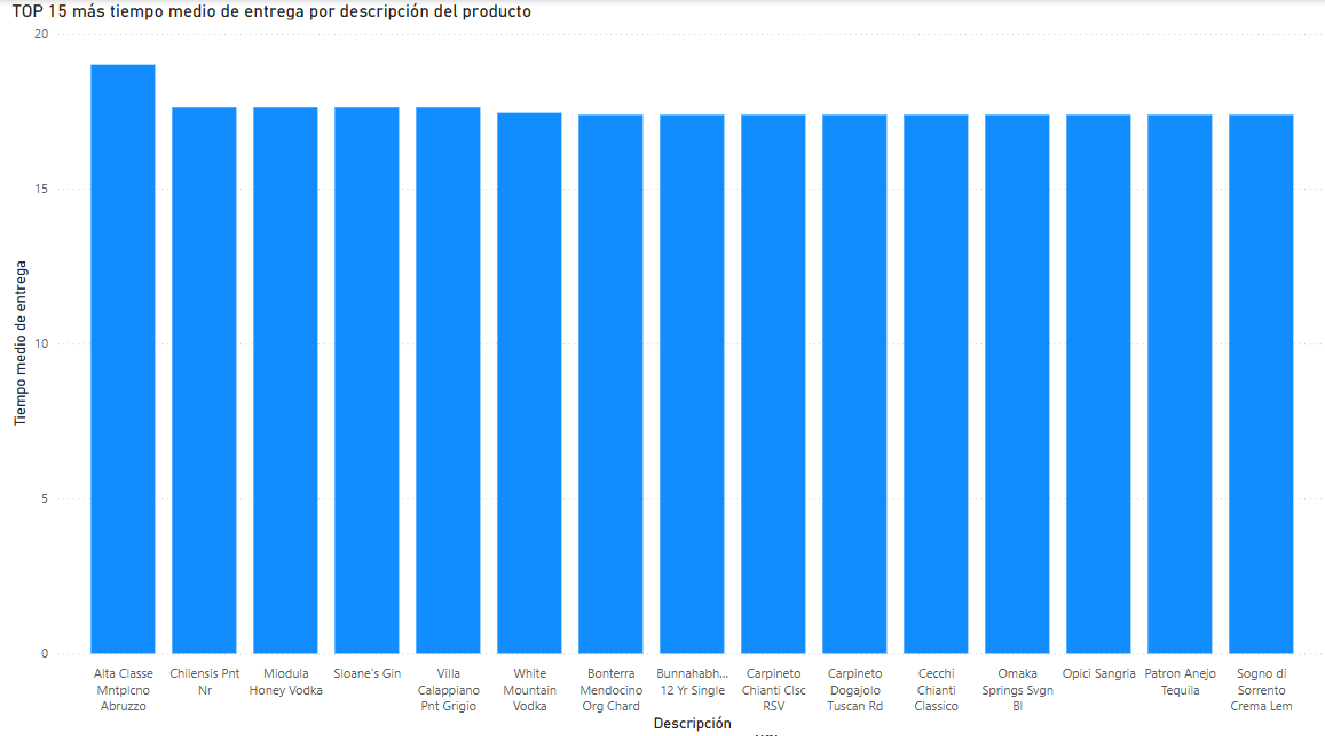 TOP 15 más tiempo medio de entrega por descripción del producto
20
15
10
5
0
Tiempo medio de entrega
Alta Classe
Mntplcno
Abruzzo
Chilensis Pnt
Nr
Miodula
Honey Vodka
Sloane's Gin
Villa
Calappiano
Pnt Grigio
White
Mountain
Vodka
Bonterra
Mendocino
Org Chard
Bunnahabh...
12 Yr Single
Carpineto
Chianti Clsc
RSV
Carpineto
Dogajolo
Tuscan Rd
Cecchi
Chianti
Classico
Omaka
Springs Svgn
Bl
Opici Sangria
Patron Anejo
Tequila
Sogno di
Sorrento
Crema Lem
Descripción